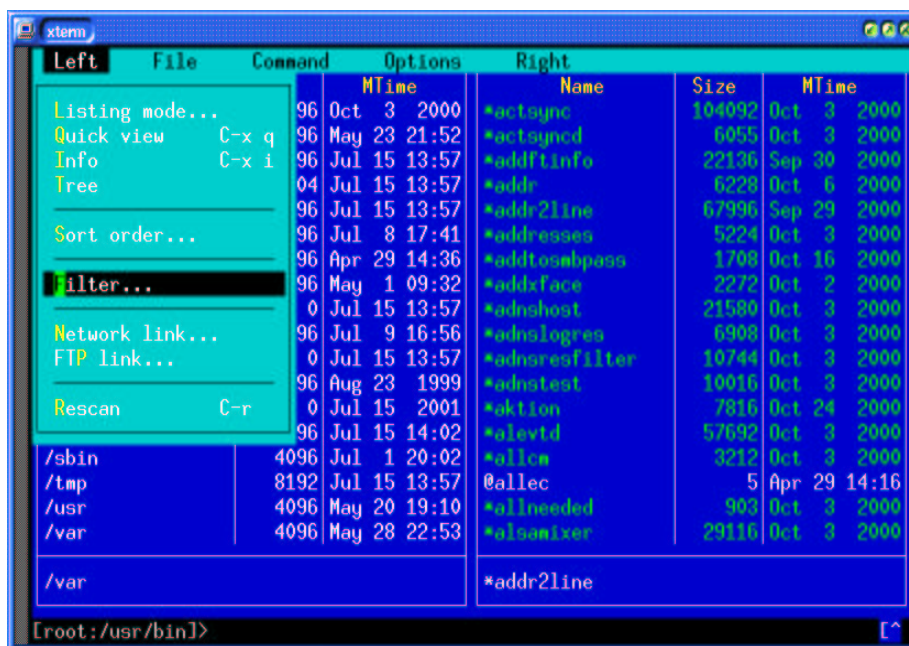 xterm
Left File Command Options Right
MTime Name Size MTime
Listing mode... 96 Oct 3 2000 *actsync 104092 Oct 3 2000
Quick view C-x q 96 May 23 21:52 *actsyncd 6055 Oct 3 2000
Info C-x i 96 Jul 15 13:57 *addftinfo 22136 Sep 30 2000
Tree 04 Jul 15 13:57 *addr 6228 Oct 6 2000
96 Jul 15 13:57 *addr2line 67996 Sep 29 2000
Sort order... 96 Jul 8 17:41 *addresses 5224 Oct 3 2000
96 Apr 29 14:36 *addtosmbpass 1708 Oct 16 2000
Filter... 96 May 1 09:32 *addxface 2272 Oct 2 2000
0 Jul 15 13:57 *adnshost 21580 Oct 3 2000
Network link... 96 Jul 9 16:56 *adnslogres 6908 Oct 3 2000
FTP link... 0 Jul 15 13:57 *adnsresfilter 10744 Oct 3 2000
96 Aug 23 1999 *adnstest 10016 Oct 3 2000
Rescan C-r 0 Jul 15 2001 *aktion 7816 Oct 24 2000
96 Jul 15 14:02 *alevtd 57692 Oct 3 2000
/sbin 4096 Jul 1 20:02 *allcm 3212 Oct 3 2000
/tmp 8192 Jul 15 13:57 @allec 5 Apr 29 14:16
/usr 4096 May 20 19:10 *allneeded 903 Oct 3 2000
/var 4096 May 28 22:53 *alsamixer 29116 Oct 3 2000
/var *addr2line
[root:/usr/bin]> [^